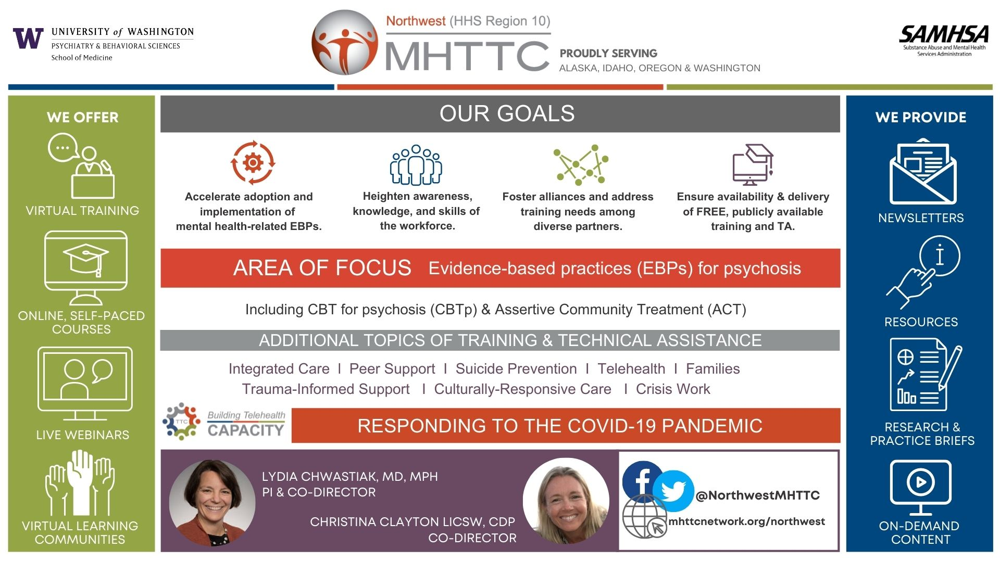 W
UNIVERSITY of WASHINGTON
PSYCHIATRY & BEHAVIORAL SCIENCES
School of Medicine
Northwest (HHS Region 10)
MHTTC
PROUDLY SERVING
ALASKA, IDAHO, OREGON & WASHINGTON
SAMHSA
Substance Abuse and Mental Health
Services Administration
WE OFFER
VIRTUAL TRAINING
ONLINE, SELF-PACED
COURSES
LIVE WEBINARS
VIRTUAL LEARNING
COMMUNITIES
OUR GOALS
Accelerate adoption and
implementation of
mental health-related EBPs.
Heighten awareness,
knowledge, and skills of
the workforce.
Foster alliances and address
training needs among
diverse partners.
Ensure availability & delivery
of FREE, publicly available
training and TA.
AREA OF FOCUS Evidence-based practices (EBPs) for psychosis
Including CBT for psychosis (CBTp) & Assertive Community Treatment (ACT)
ADDITIONAL TOPICS OF TRAINING & TECHNICAL ASSISTANCE
Integrated Care I Peer Support I Suicide Prevention I Telehealth I Families
Trauma-Informed Support I Culturally-Responsive Care I Crisis Work
TTC
Building Telehealth
CAPACITY
RESPONDING TO THE COVID-19 PANDEMIC
LYDIA CHWASTIAK, MD, MPH
PI & CO-DIRECTOR
CHRISTINA CLAYTON LICSW, CDP
CO-DIRECTOR
f
@NorthwestMHTTC
mhttcnetwork.org/northwest
WE PROVIDE
NEWSLETTERS
i
RESOURCES
RESEARCH &
PRACTICE BRIEFS
ON-DEMAND
CONTENT